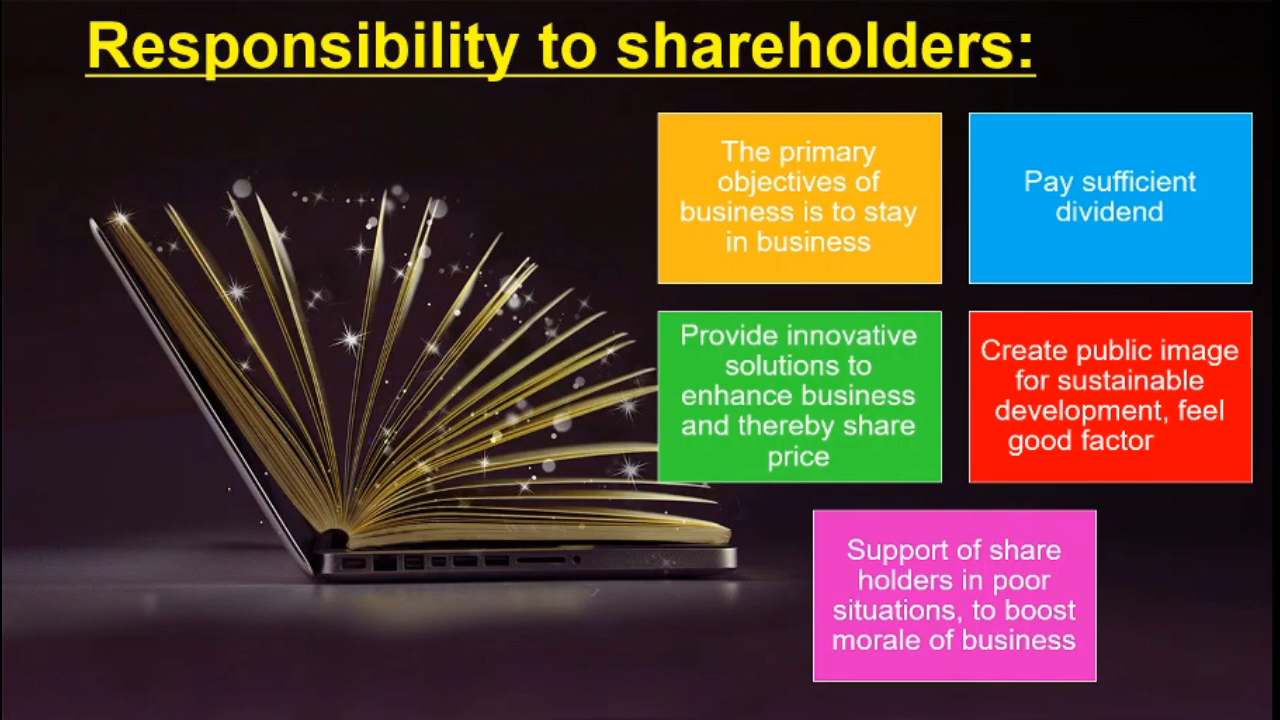 Responsibility to shareholders:
The primary
objectives of
business is to stay
in business
Pay sufficient
dividend
Provide innovative
solutions to
enhance business
and thereby share
price
Create public image
for sustainable
development, feel
good factor
Support of share
holders in poor
situations, to boost
morale of business